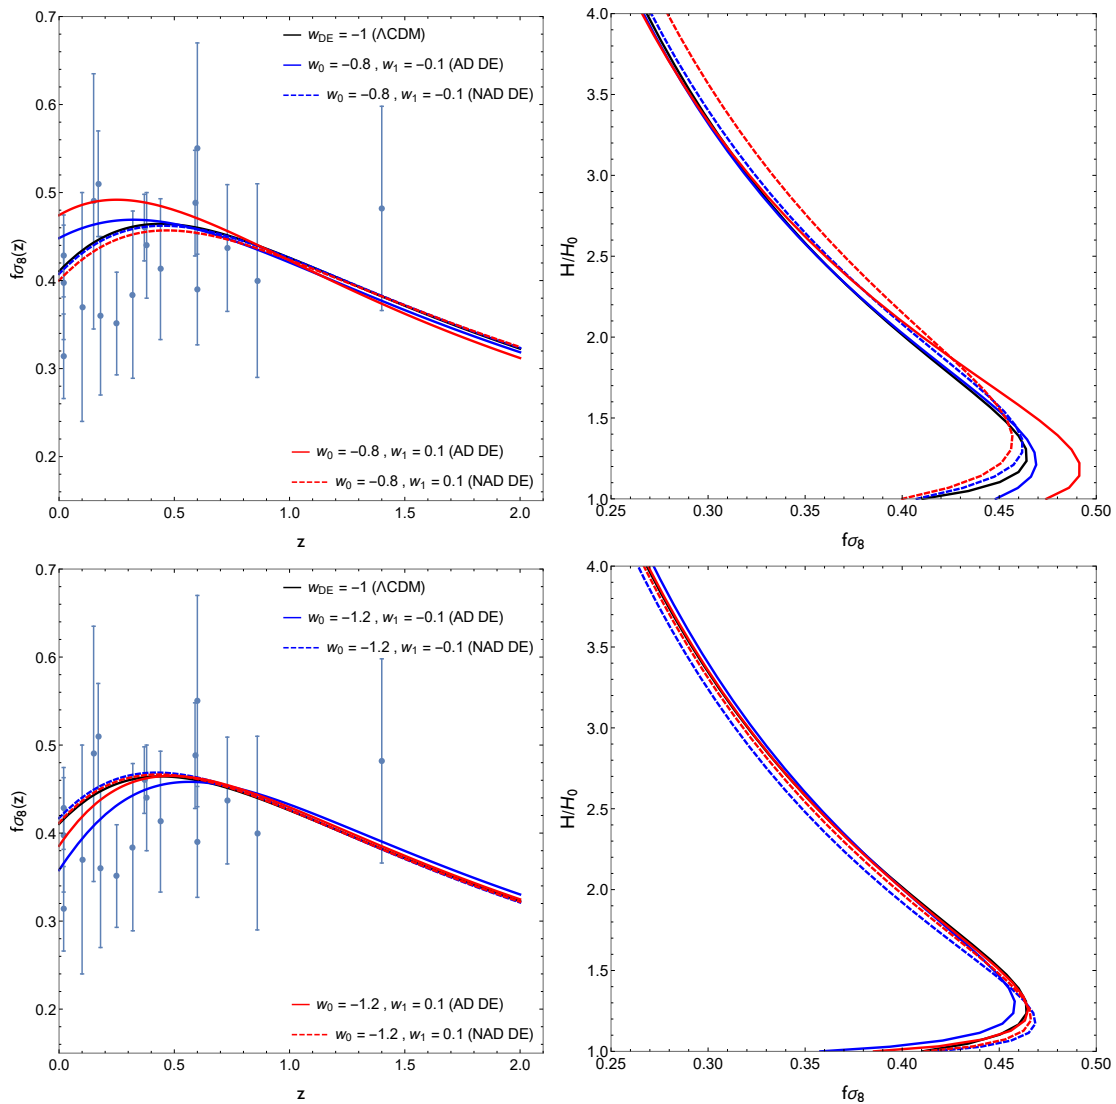 0.7
0.6
0.5
0.4
0.3
0.2
fσ₈(z)
w_DE = −1 (ΛCDM)
w₀ = −0.8 , w₁ = −0.1 (AD DE)
w₀ = −0.8 , w₁ = −0.1 (NAD DE)
w₀ = −0.8 , w₁ = 0.1 (AD DE)
w₀ = −0.8 , w₁ = 0.1 (NAD DE)
0.0 0.5 1.0 1.5 2.0
z
4.0
3.5
3.0
2.5
2.0
1.5
1.0
H/H₀
0.25 0.30 0.35 0.40 0.45 0.50
fσ₈
0.7
0.6
0.5
0.4
0.3
0.2
fσ₈(z)
w_DE = −1 (ΛCDM)
w₀ = −1.2 , w₁ = −0.1 (AD DE)
w₀ = −1.2 , w₁ = −0.1 (NAD DE)
w₀ = −1.2 , w₁ = 0.1 (AD DE)
w₀ = −1.2 , w₁ = 0.1 (NAD DE)
0.0 0.5 1.0 1.5 2.0
z
4.0
3.5
3.0
2.5
2.0
1.5
1.0
H/H₀
0.25 0.30 0.35 0.40 0.45 0.50
fσ₈